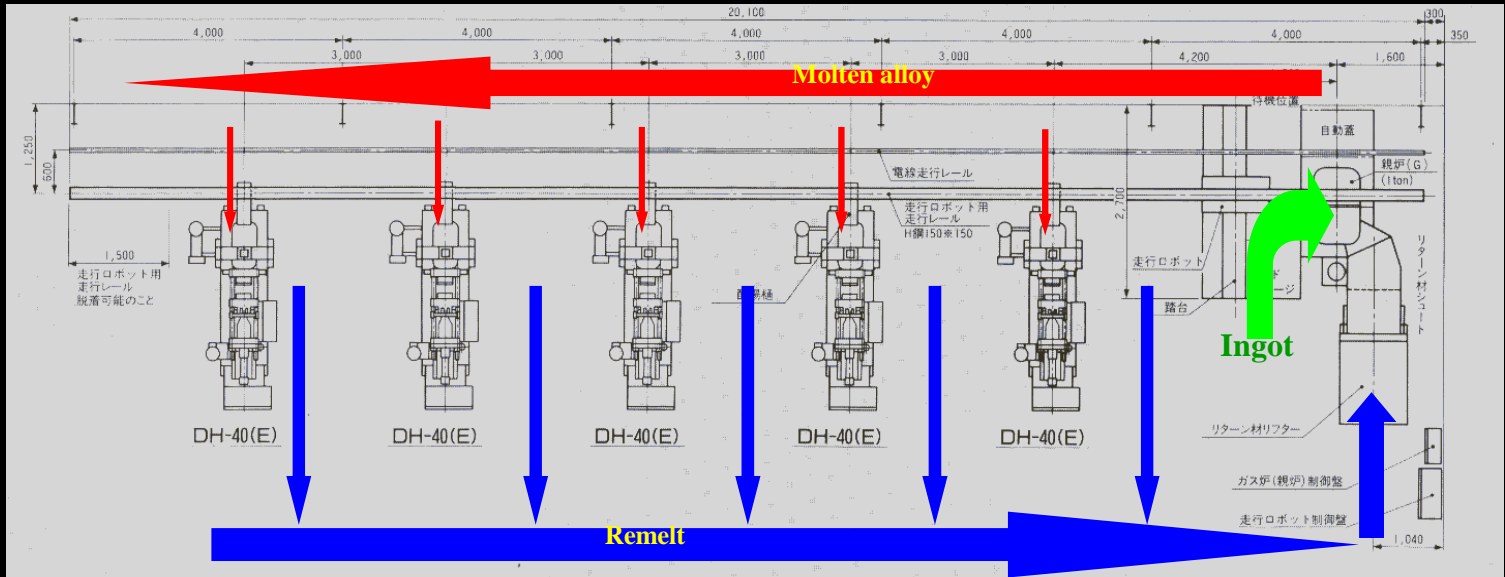 20,100
300
4,000
4,000
4,000
4,000
4,000
350
3,000
3,000
3,000
3,000
4,200
1,600
Molten alloy
待機位置
自動蓋
1,250
600
電線走行レール
親炉(G)
(1ton)
2,700
走行ロボット用
走行レール
H鋼150※150
1,500
走行ロボット用
走行レール
脱着可能のこと
走行ロボット
リターン材シュート
踏台
Ingot
DH-40(E)
DH-40(E)
DH-40(E)
DH-40(E)
DH-40(E)
リターン材リフター
ガス炉(親炉)制御盤
走行ロボット制御盤
Remelt
1,040